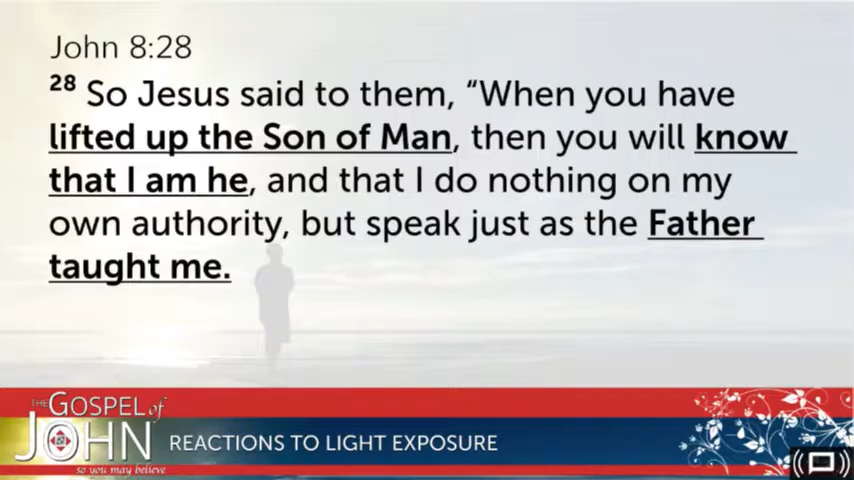 John 8:28
28 So Jesus said to them, “When you have
lifted up the Son of Man, then you will know
that I am he, and that I do nothing on my
own authority, but speak just as the Father
taught me.
THE GOSPEL of
JOHN
so you may believe
REACTIONS TO LIGHT EXPOSURE